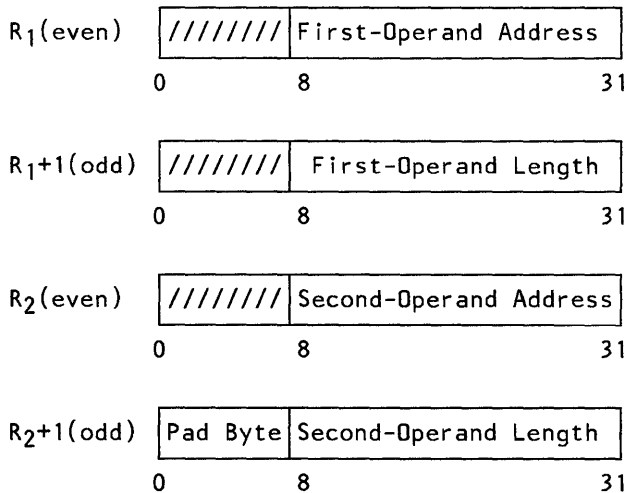 R1(even) //////// First-Operand Address
0 8 31
R1+1(odd) //////// First-Operand Length
0 8 31
R2(even) //////// Second-Operand Address
0 8 31
R2+1(odd) Pad Byte Second-Operand Length
0 8 31